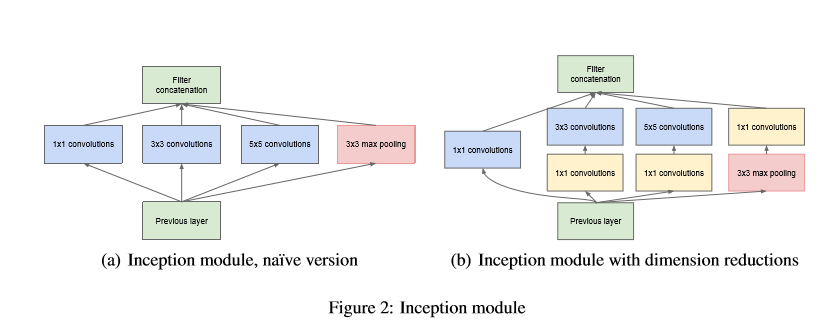 Filter
concatenation
1x1 convolutions
3x3 convolutions
5x5 convolutions
3x3 max pooling
Previous layer
(a) Inception module, naïve version
Filter
concatenation
3x3 convolutions
5x5 convolutions
1x1 convolutions
1x1 convolutions
1x1 convolutions
1x1 convolutions
3x3 max pooling
Previous layer
(b) Inception module with dimension reductions
Figure 2: Inception module